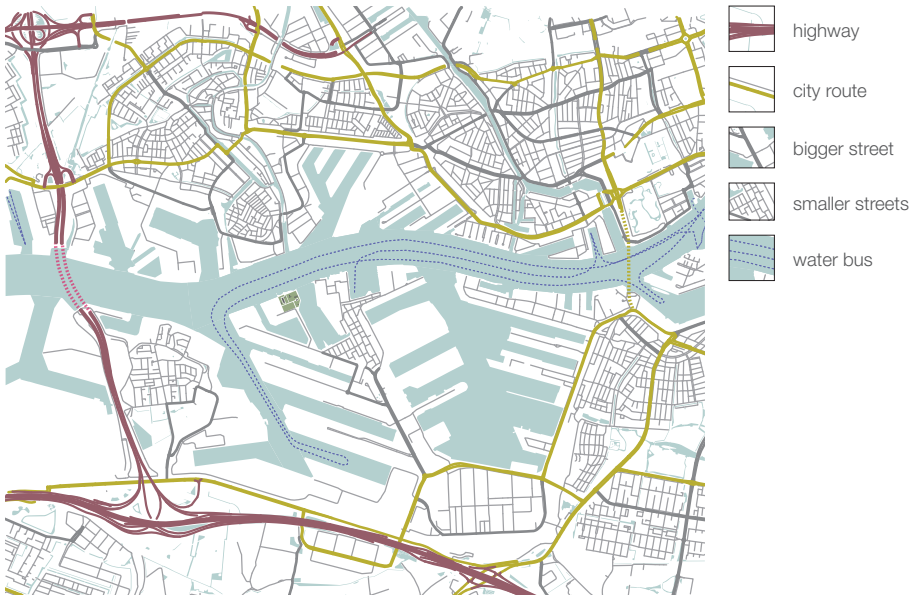 highway
city route
bigger street
smaller streets
water bus